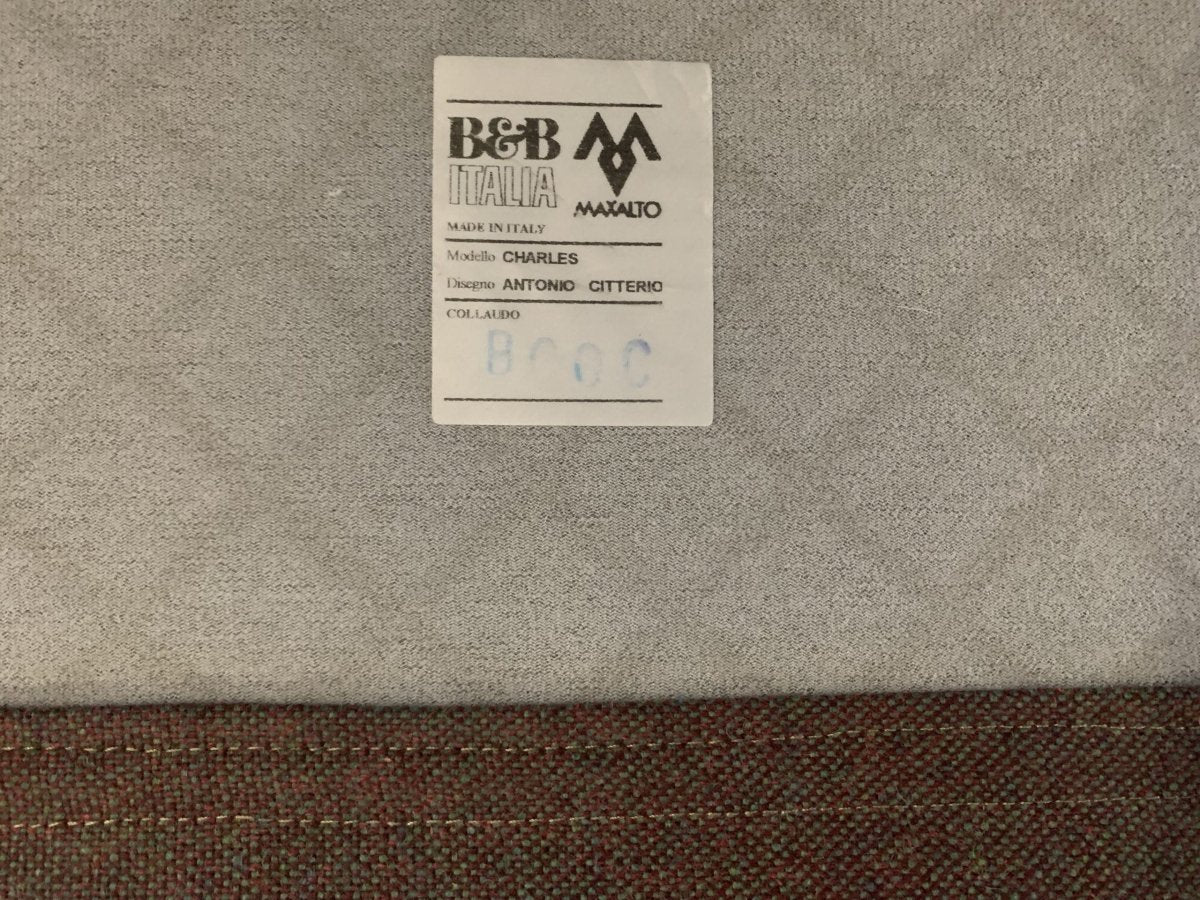 B&B
ITALIA
MAXALTO
MADE IN ITALY
Modello CHARLES
Disegno ANTONIO CITTERIO
COLLAUDO